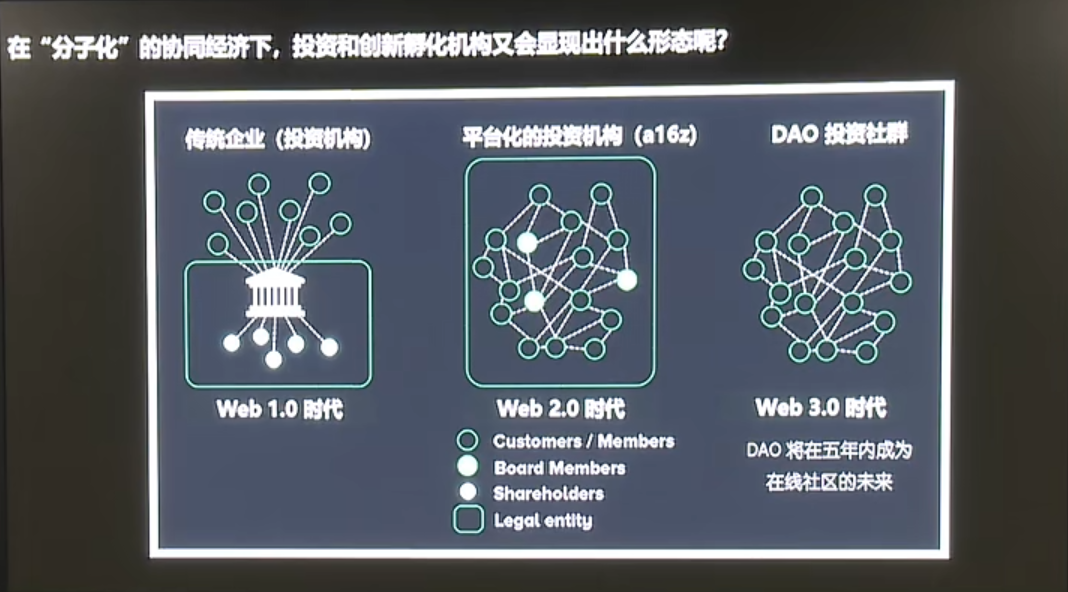 在“分子化”的协同经济下，投资和创新孵化机构又会显现出什么形态呢？
传统企业（投资机构）
平台化的投资机构（a16z）
DAO 投资社群
Web 1.0 时代
Web 2.0 时代
Web 3.0 时代
Customers / Members
Board Members
Shareholders
Legal entity
DAO 将在五年内成为
在线社区的未来